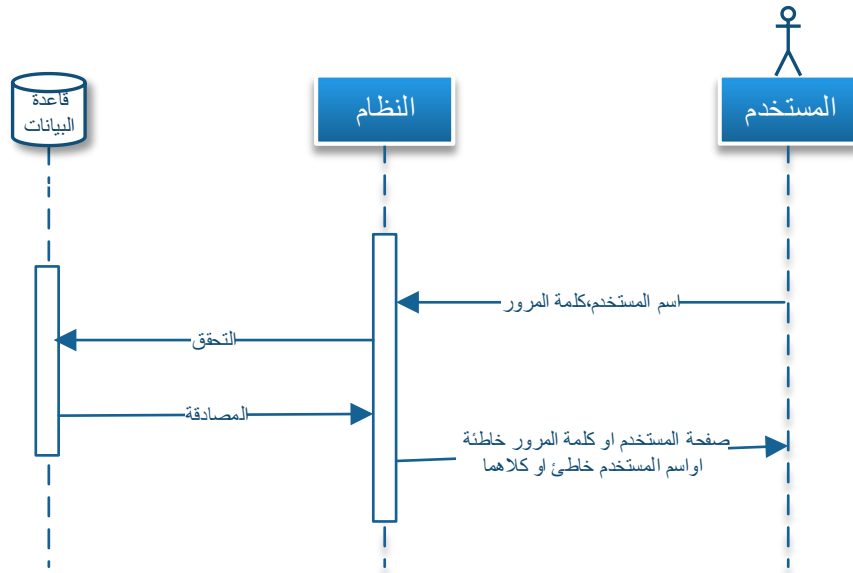 المستخدم
النظام
قاعدة
البيانات
اسم المستخدم،كلمة المرور
التحقق
المصادقة
صفحة المستخدم او كلمة المرور خاطئة
اواسم المستخدم خاطئ او كلاهما